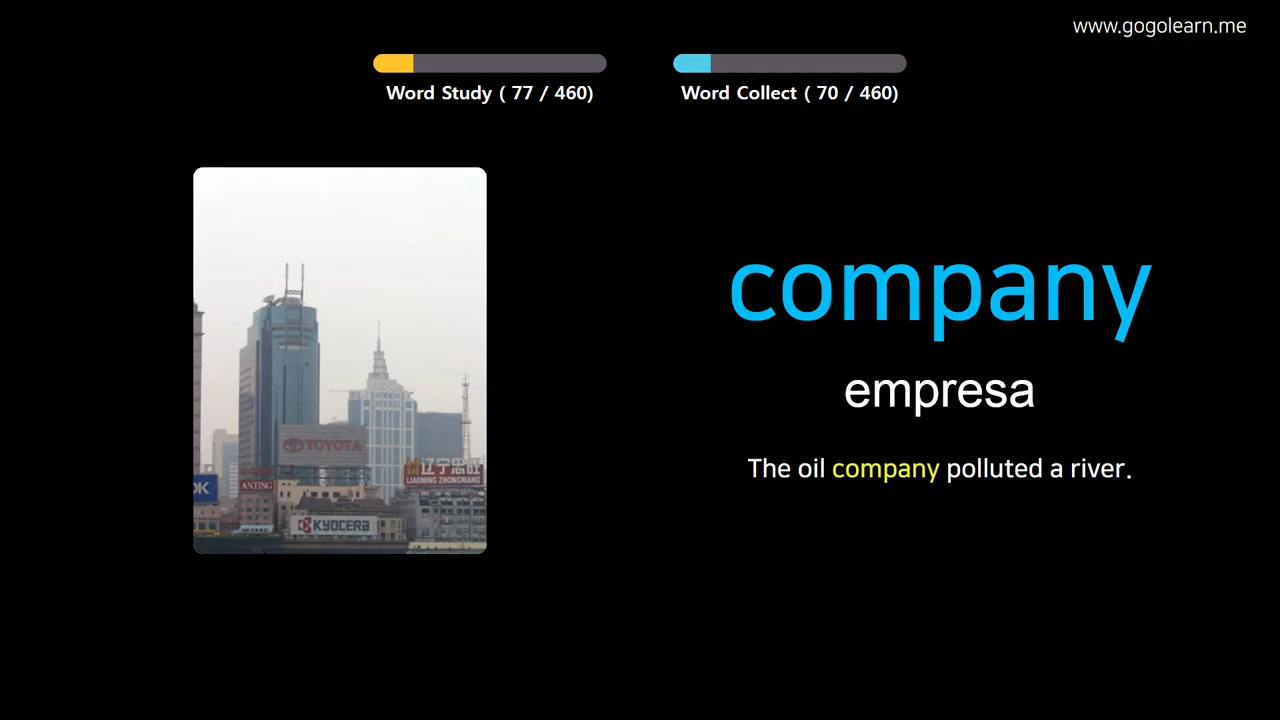 www.gogolearn.me
Word Study ( 77 / 460)
Word Collect ( 70 / 460)
company
empresa
The oil company polluted a river.
TOYOTA
辽宁忠旺
LIAONING ZHONGWANG
OK
ANTING
KYOCERA